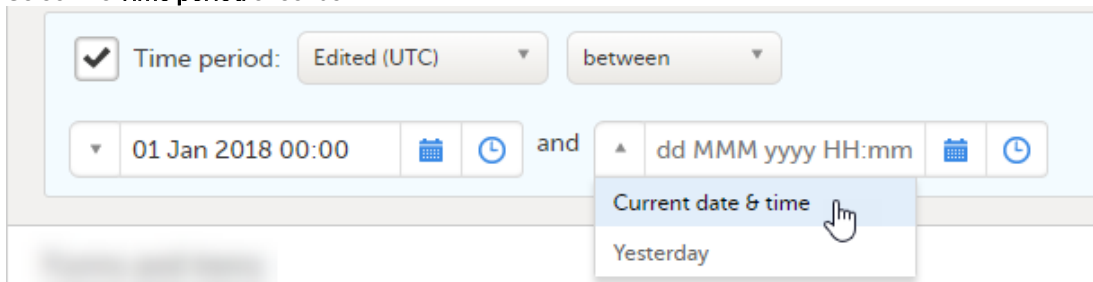 Time period: Edited (UTC) between
01 Jan 2018 00:00 and dd MMM yyyy HH:mm
Current date & time
Yesterday